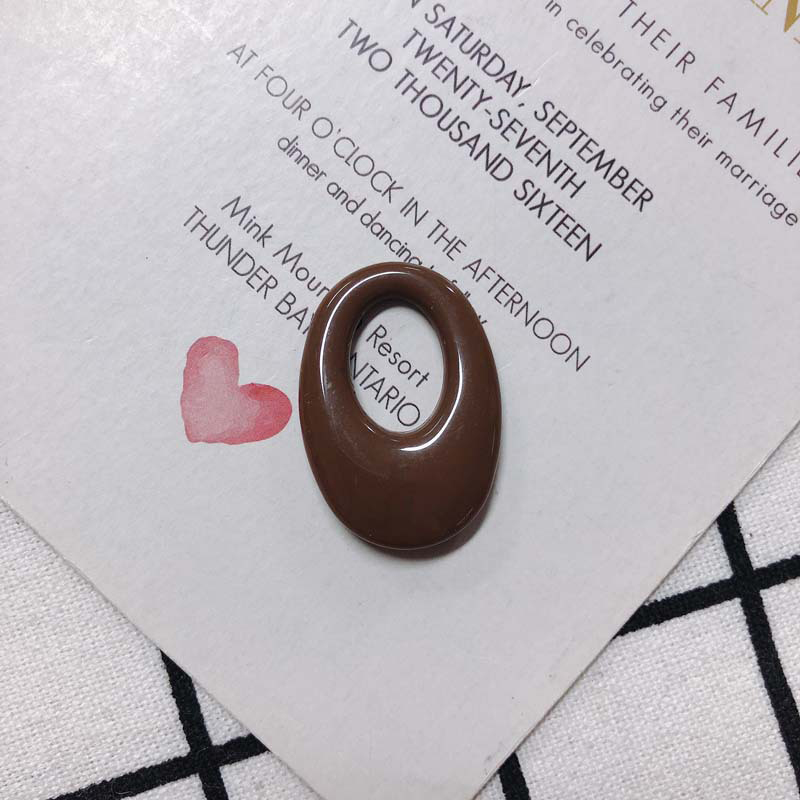 THEIR FAMILI
in celebrating their marriage
N SATURDAY, SEPTEMBER
TWENTY-SEVENTH
TWO THOUSAND SIXTEEN
AT FOUR O'CLOCK IN THE AFTERNOON
dinner and dancing
Mink Moun Resort
THUNDER BAY NTARIO